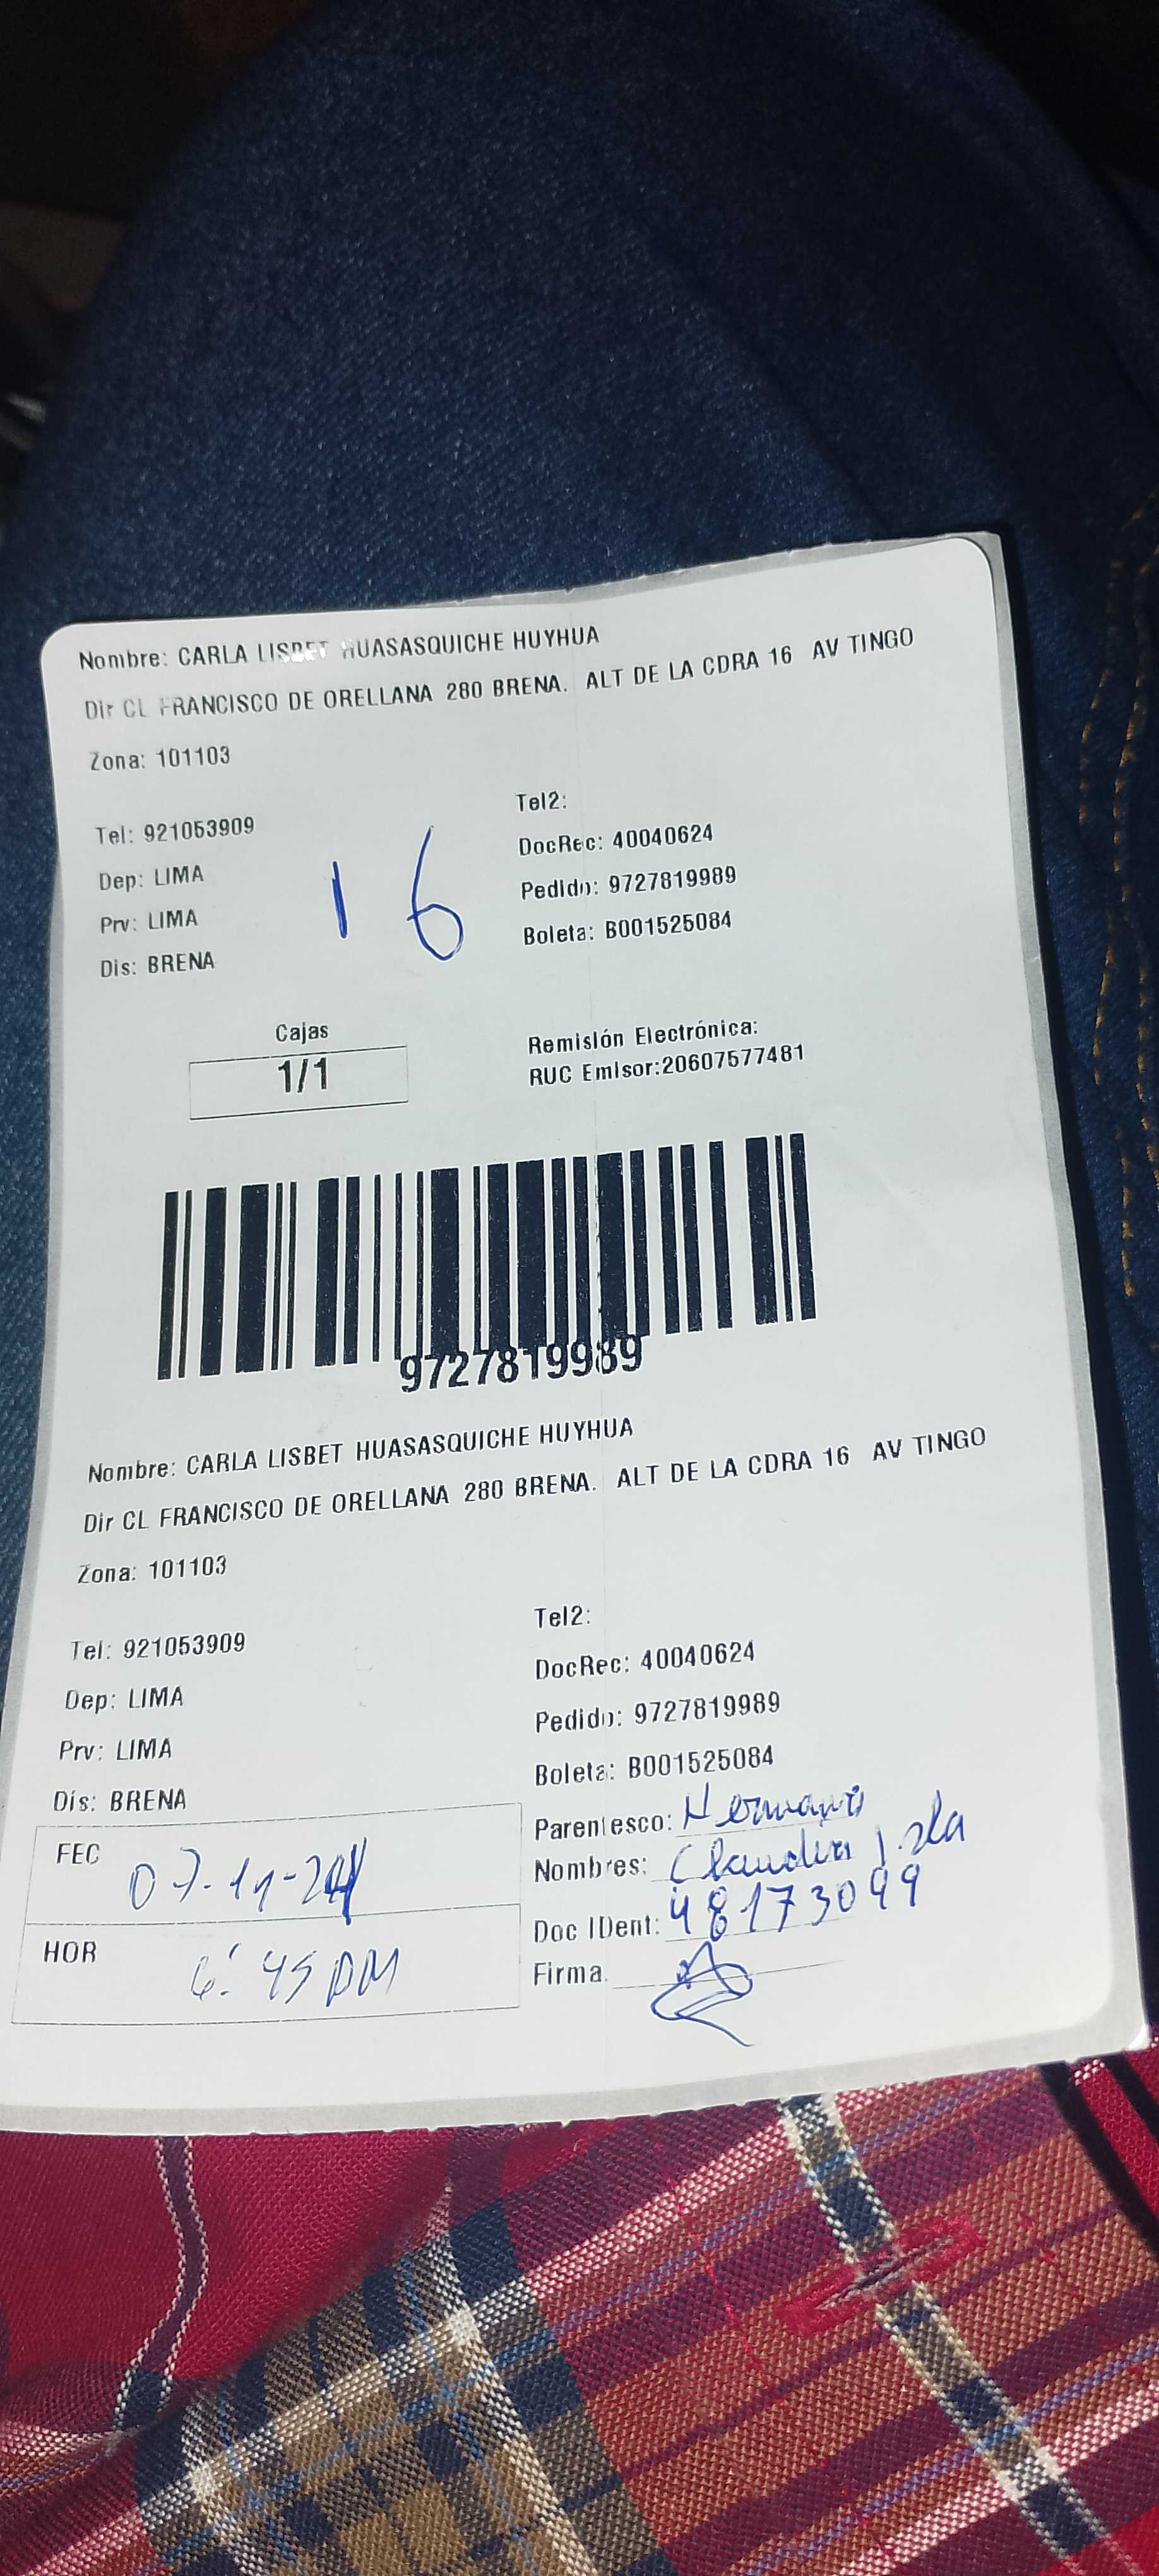 Nombre: CARLA LISBET HUASASQUICHE HUYHUA
Dir CL FRANCISCO DE ORELLANA 280 BRENA. ALT DE LA CDRA 16 AV TINGO
Zona: 101103
Tel2:
Tel: 921053909
DocRec: 40040624
Dep: LIMA
16
Pedido: 9727819989
Prv: LIMA
Boleta: B001525084
Dis: BRENA
Cajas
Remisión Electrónica:
1/1
RUC Emisor:20607577481
9727819989
Nombre: CARLA LISBET HUASASQUICHE HUYHUA
Dir CL FRANCISCO DE ORELLANA 280 BRENA. ALT DE LA CDRA 16 AV TINGO
Zona: 101103
Tel2:
Tel: 921053909
DocRec: 40040624
Dep: LIMA
Pedido: 9727819989
Prv: LIMA
Boleta: B001525084
Dis: BRENA
Parentesco: Hermano
FEC 07-11-24
Nombres: Claudia
Doc IDent: 48173099
HOR 6:45 PM
Firma.